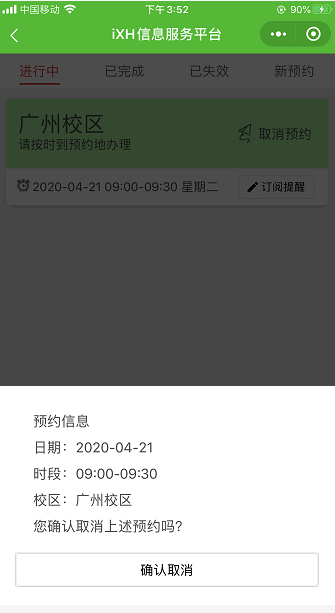 中国移动 下午3:52 90%
iXH信息服务平台
进行中 已完成 已失效 新预约
广州校区
请按时到预约地办理
取消预约
2020-04-21 09:00-09:30 星期二
订阅提醒
预约信息
日期：2020-04-21
时段：09:00-09:30
校区：广州校区
您确认取消上述预约吗?
确认取消